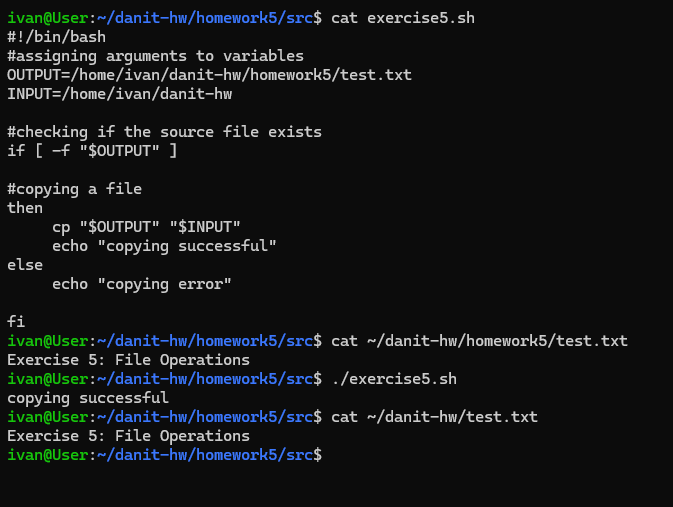 ivan@User:~/danit-hw/homework5/src$ cat exercise5.sh
#!/bin/bash
#assigning arguments to variables
OUTPUT=/home/ivan/danit-hw/homework5/test.txt
INPUT=/home/ivan/danit-hw

#checking if the source file exists
if [ -f "$OUTPUT" ]

#copying a file
then
     cp "$OUTPUT" "$INPUT"
     echo "copying successful"
else
     echo "copying error"

fi
ivan@User:~/danit-hw/homework5/src$ cat ~/danit-hw/homework5/test.txt
Exercise 5: File Operations
ivan@User:~/danit-hw/homework5/src$ ./exercise5.sh
copying successful
ivan@User:~/danit-hw/homework5/src$ cat ~/danit-hw/test.txt
Exercise 5: File Operations
ivan@User:~/danit-hw/homework5/src$